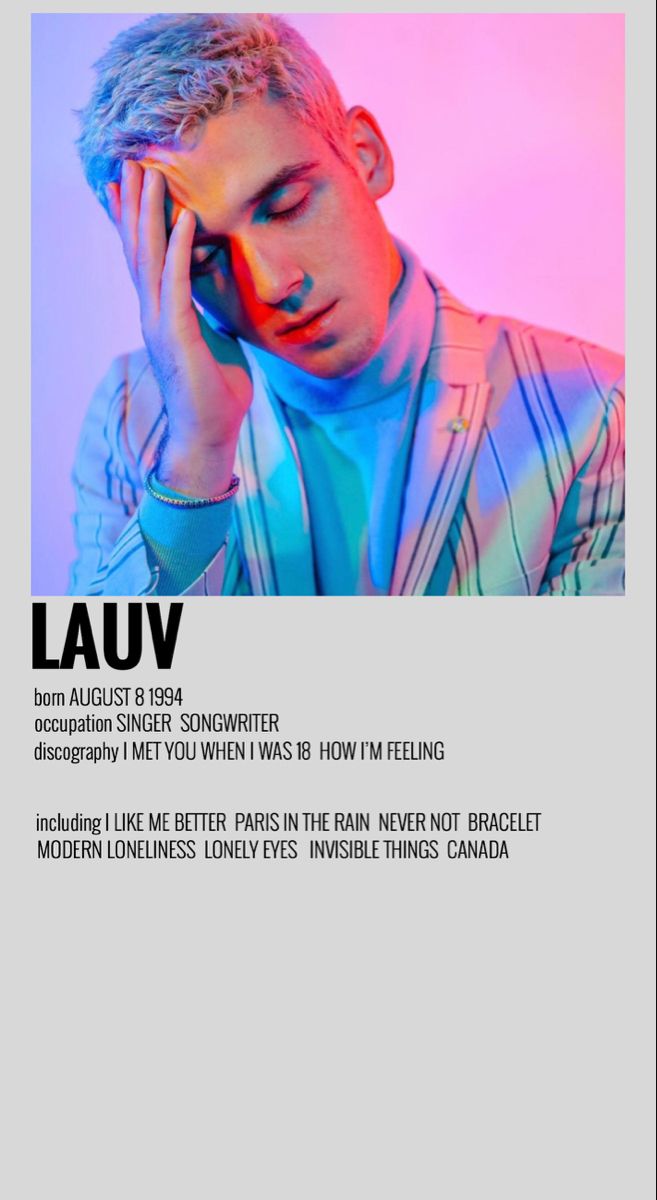 LAUV
born AUGUST 8 1994
occupation SINGER SONGWRITER
discography I MET YOU WHEN I WAS 18 HOW I'M FEELING
including I LIKE ME BETTER PARIS IN THE RAIN NEVER NOT BRACELET
MODERN LONELINESS LONELY EYES INVISIBLE THINGS CANADA